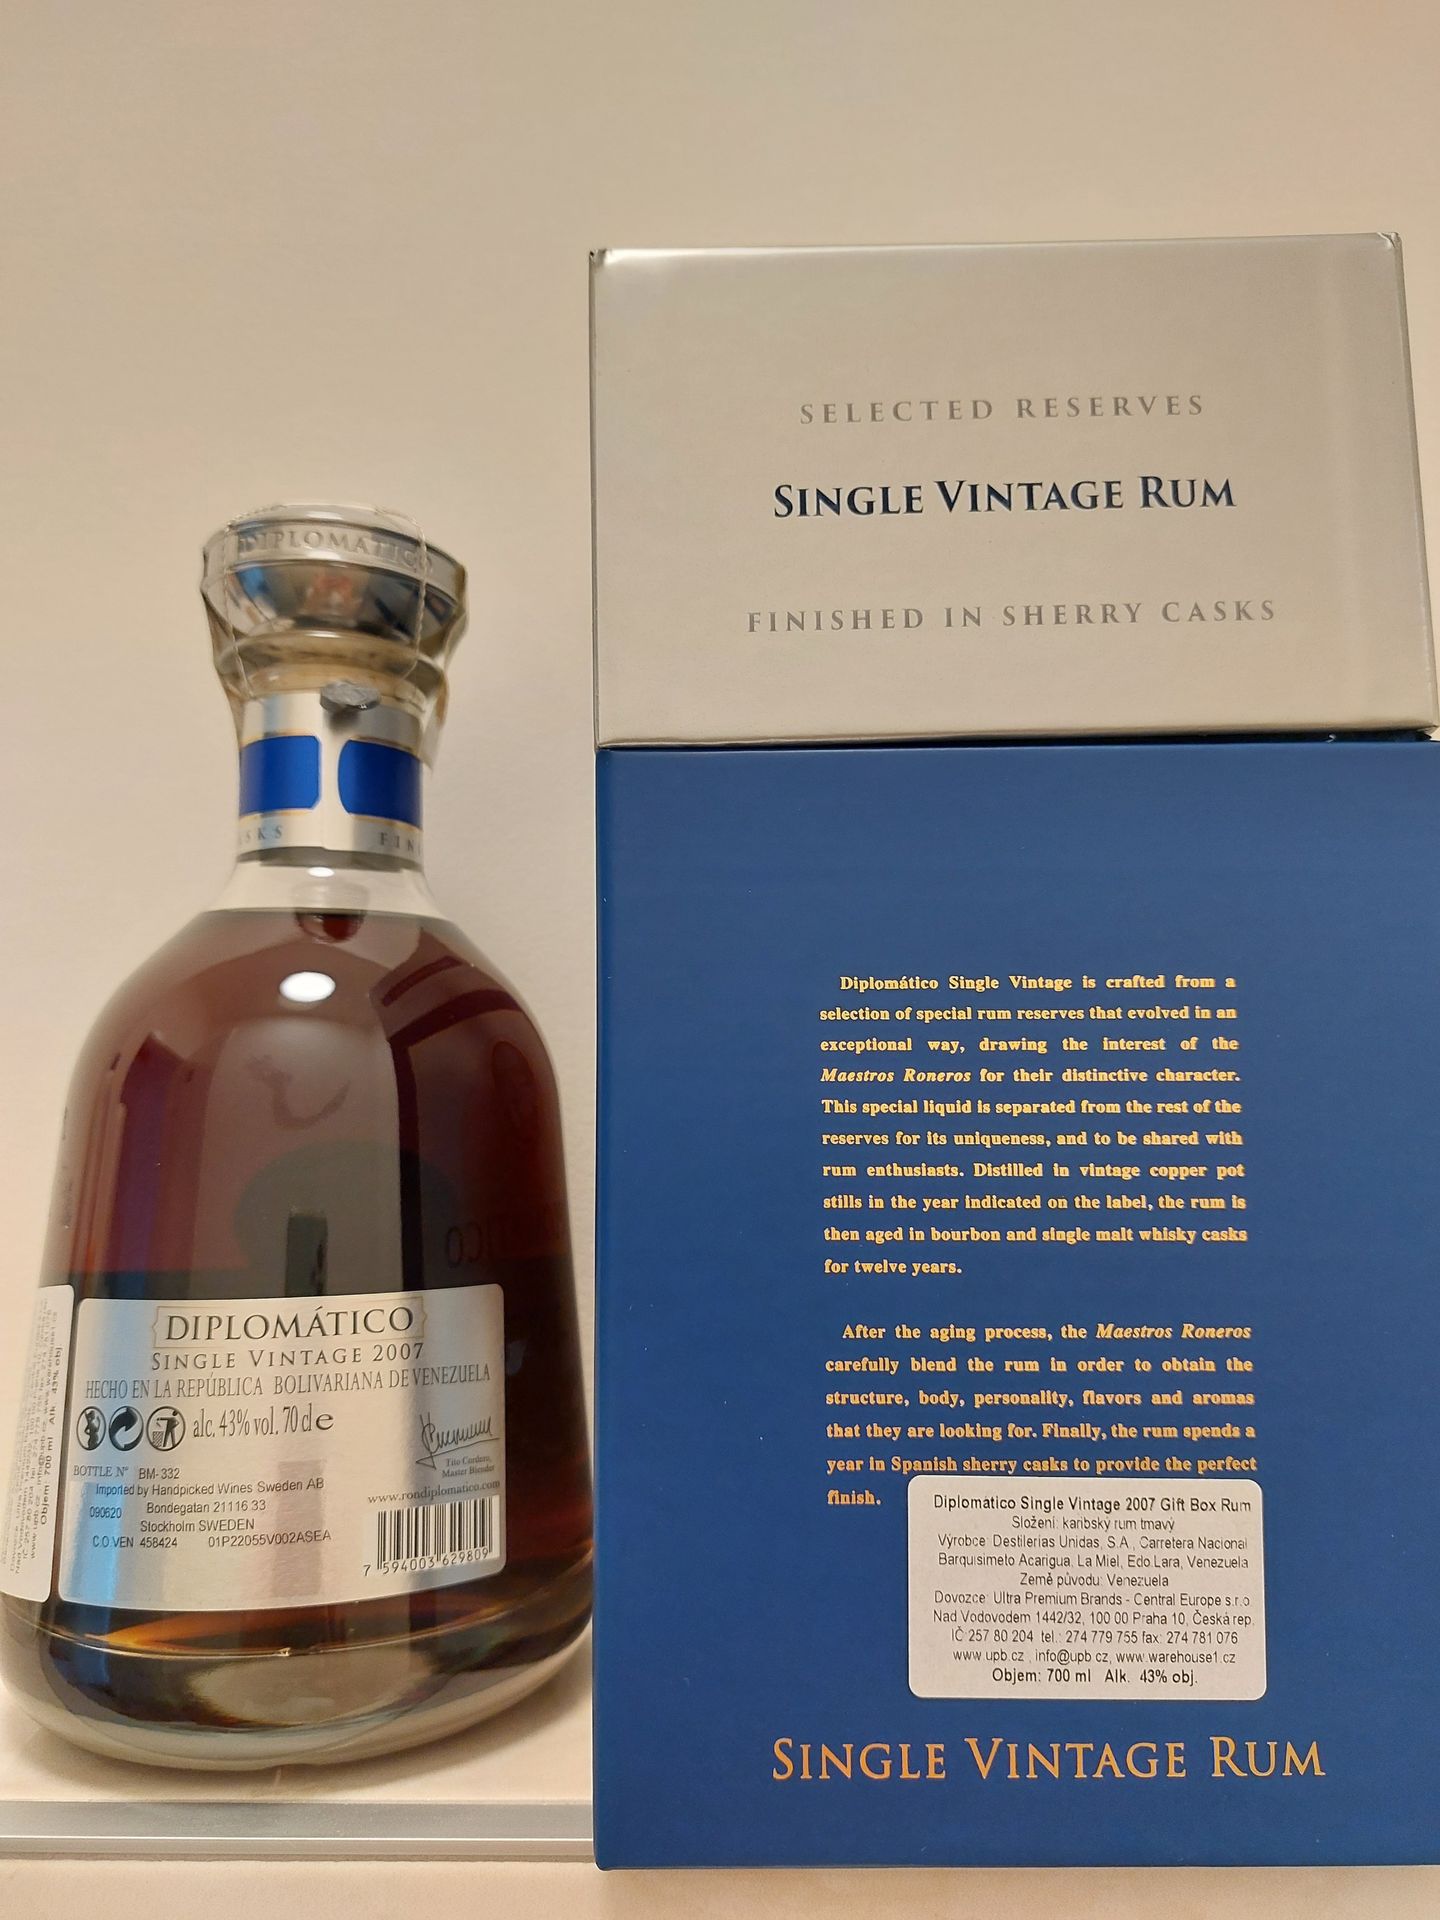 SELECTED RESERVES
SINGLE VINTAGE RUM
FINISHED IN SHERRY CASKS
DIPLOMÁTICO
DIPLOMÁTICO
SINGLE VINTAGE 2007
HECHO EN LA REPÚBLICA BOLIVARIANA DE VENEZUELA
alc. 43% vol. 70 cl e
Tito Cordero,
Master Blender
BOTTLE Nº BM-332
Imported by Handpicked Wines Sweden AB
Bondegatan 21116 33
090620
Stockholm SWEDEN
C.O.VEN 458424 01P22055V002ASEA
www.rondiplomatico.com
7 594003 629809
Objem: 700 ml Alk. 43% obj.
Diplomático Single Vintage is crafted from a
selection of special rum reserves that evolved in an
exceptional way, drawing the interest of the
Maestros Roneros for their distinctive character.
This special liquid is separated from the rest of the
reserves for its uniqueness, and to be shared with
rum enthusiasts. Distilled in vintage copper pot
stills in the year indicated on the label, the rum is
then aged in bourbon and single malt whisky casks
for twelve years.
After the aging process, the Maestros Roneros
carefully blend the rum in order to obtain the
structure, body, personality, flavors and aromas
that they are looking for. Finally, the rum spends a
year in Spanish sherry casks to provide the perfect
finish.
Diplomático Single Vintage 2007 Gift Box Rum
Složení: karibský rum tmavý
Výrobce: Destilerias Unidas, S.A., Carretera Nacional
Barquisimeto Acarigua, La Miel, Edo Lara, Venezuela
Země původu: Venezuela
Dovozce: Ultra Premium Brands - Central Europe s.r.o.
Nad Vodovodem 1442/32, 100 00 Praha 10, Česká rep.
IČ 257 80 204 tel.: 274 779 755 fax: 274 781 076
www.upb.cz, info@upb.cz, www.warehouse1.cz
Objem: 700 ml Alk. 43% obj.
SINGLE VINTAGE RUM